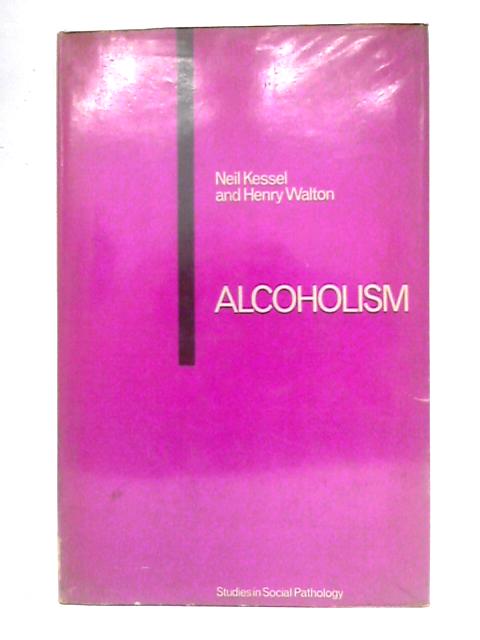 Neil Kessel
and Henry Walton
ALCOHOLISM
Studies in Social Pathology